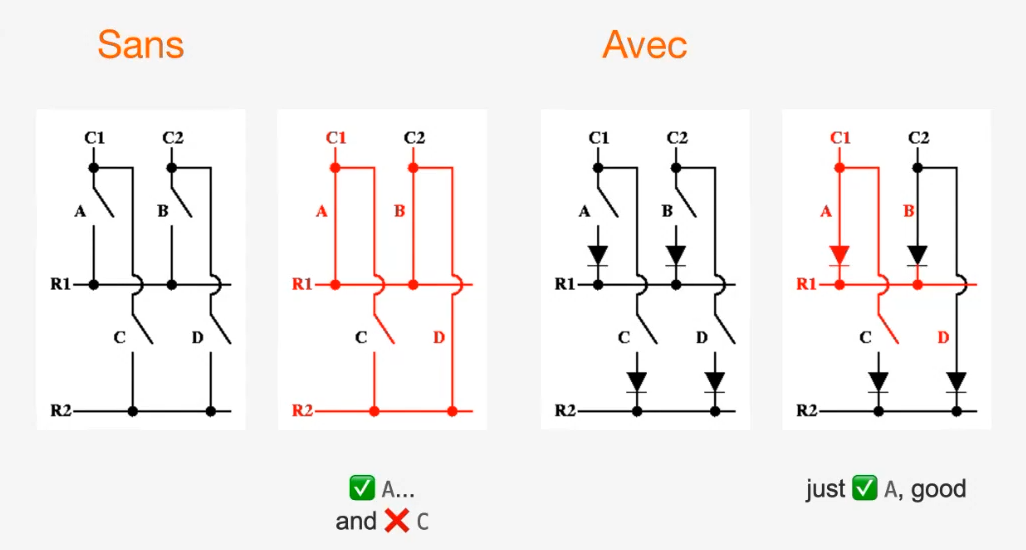 Sans
Avec
C1 C2
A B
R1
C D
R2
C1 C2
A B
R1
C D
R2
✅ A...
and ❌ C
C1 C2
A B
R1
C D
R2
C1 C2
A B
R1
C D
R2
just ✅ A, good